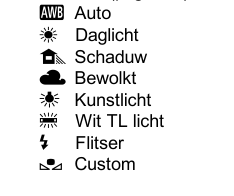 AWB Auto
Daglicht
Schaduw
Bewolkt
Kunstlicht
Wit TL licht
Flitser
Custom